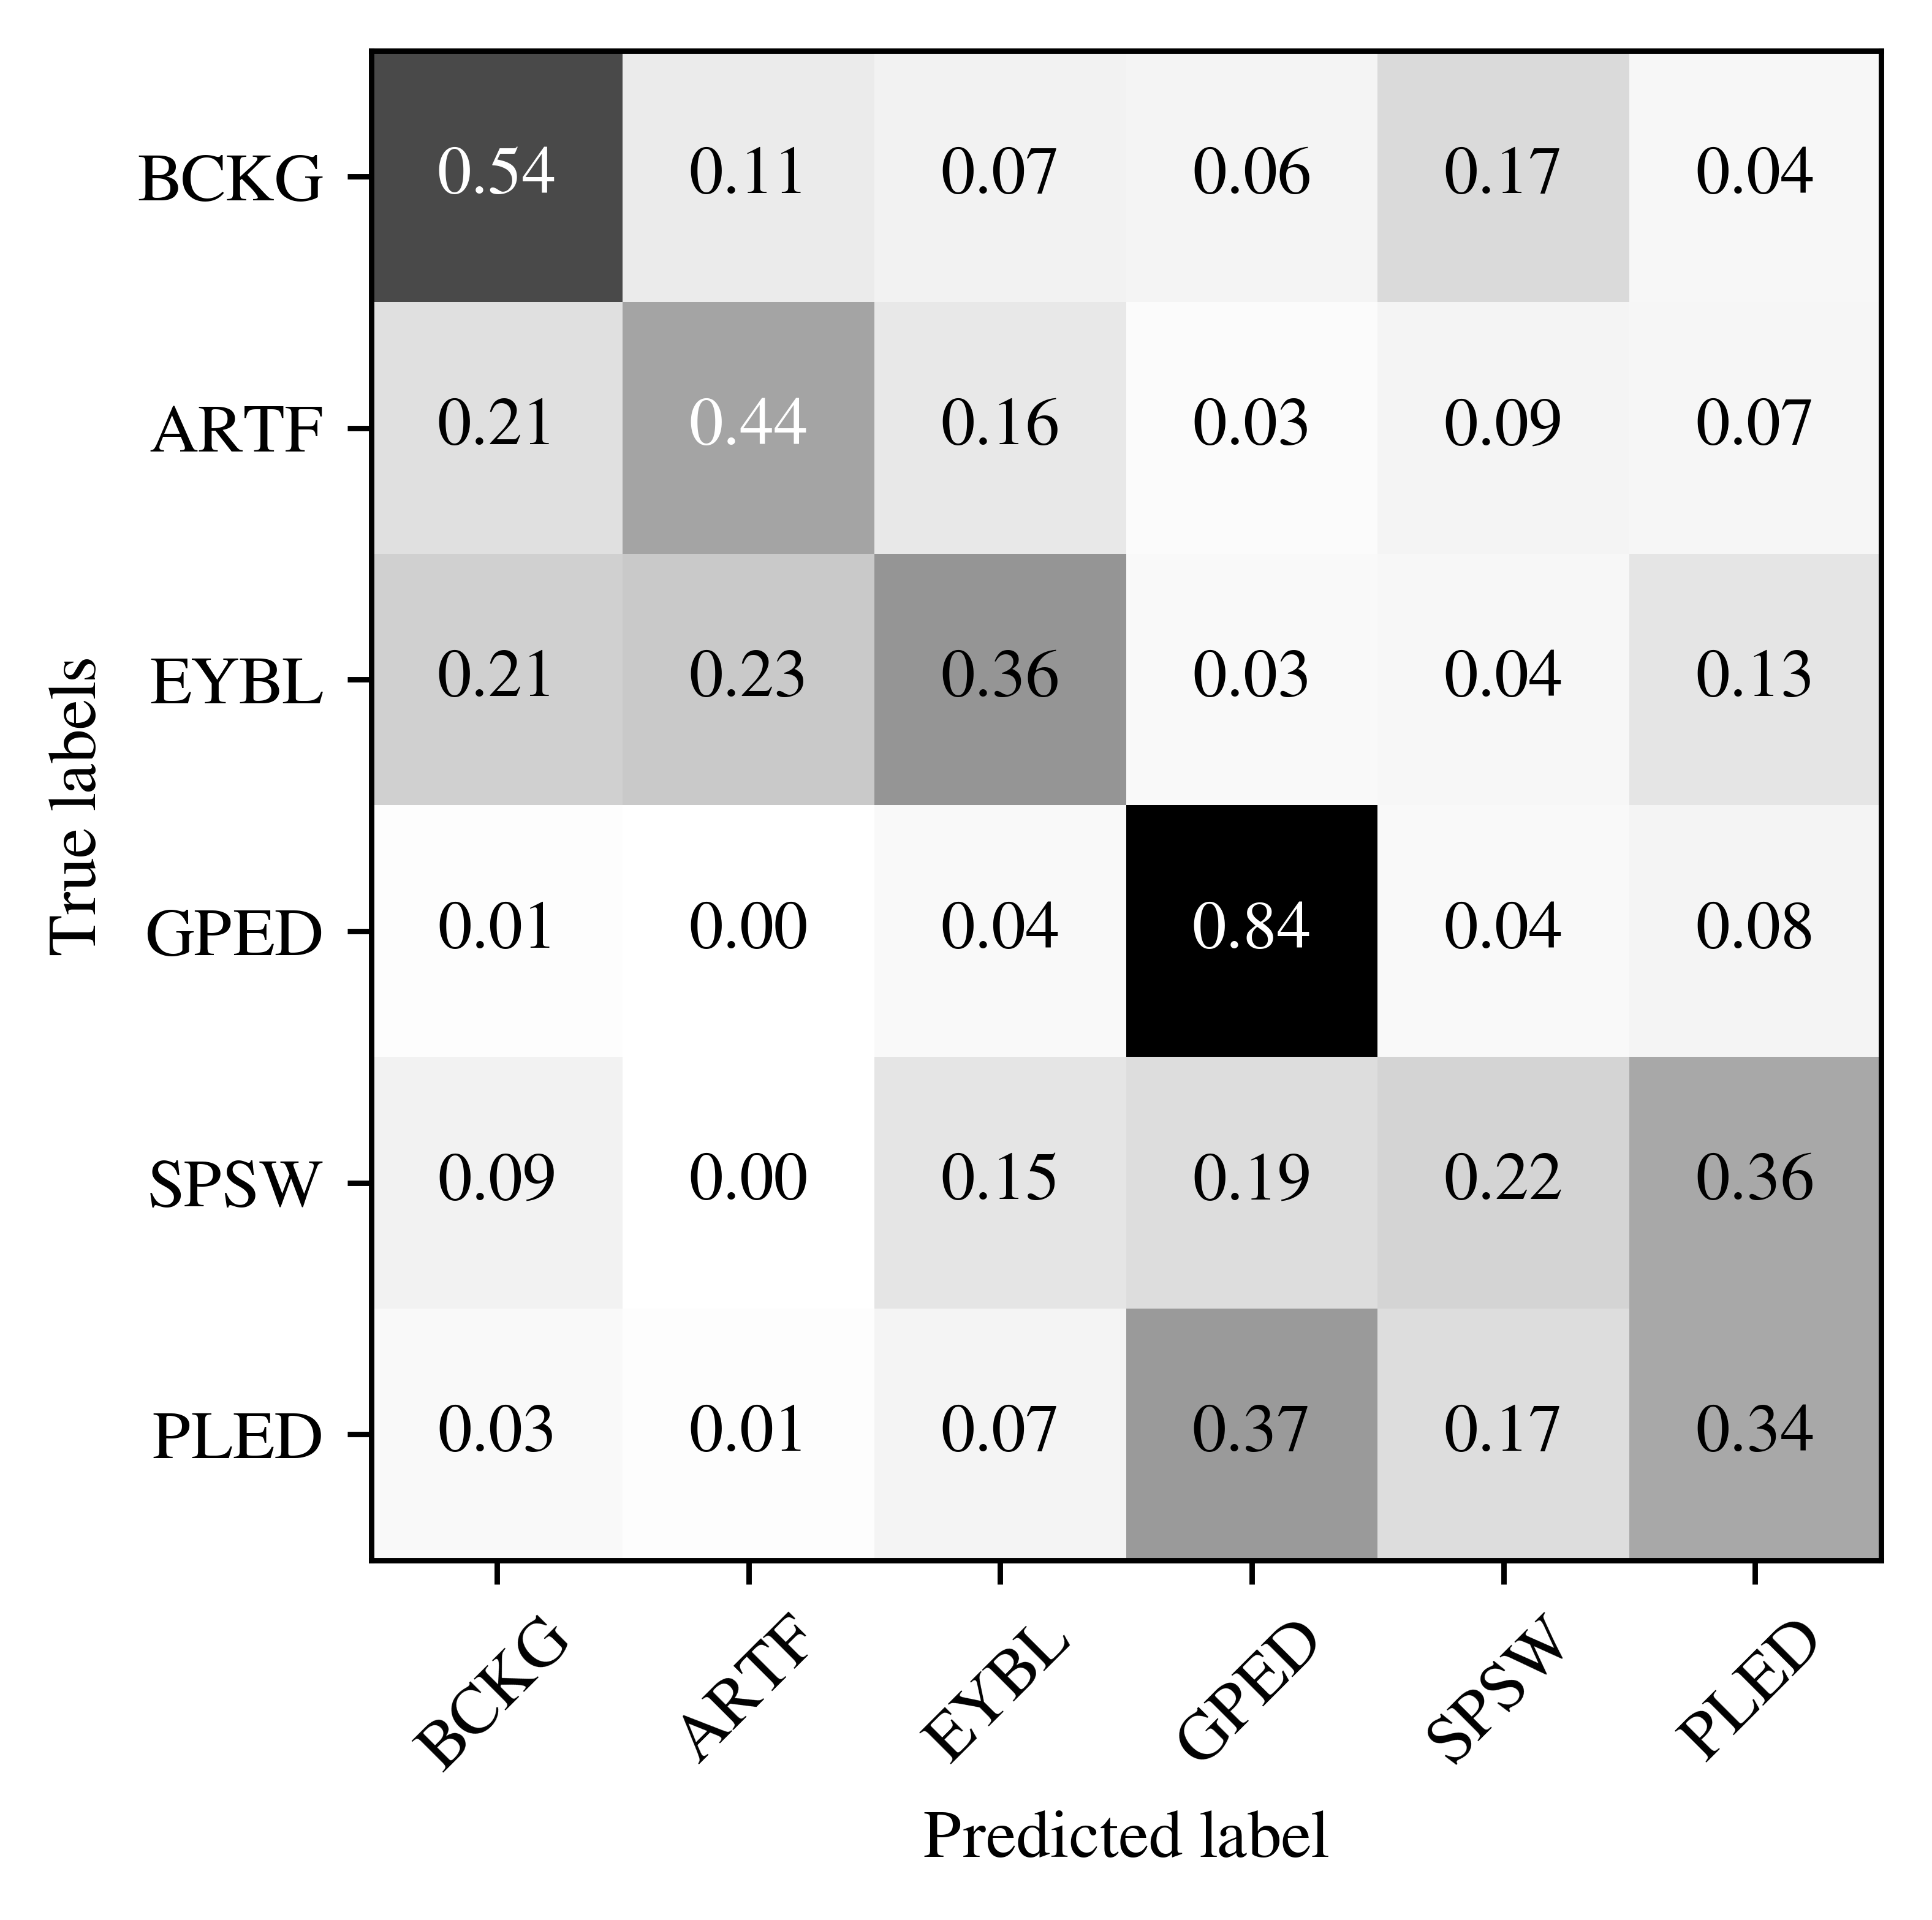 True labels
BCKG 0.54 0.11 0.07 0.06 0.17 0.04
ARTF 0.21 0.44 0.16 0.03 0.09 0.07
EYBL 0.21 0.23 0.36 0.03 0.04 0.13
GPED 0.01 0.00 0.04 0.84 0.04 0.08
SPSW 0.09 0.00 0.15 0.19 0.22 0.36
PLED 0.03 0.01 0.07 0.37 0.17 0.34
BCKG ARTF EYBL GPED SPSW PLED
Predicted label